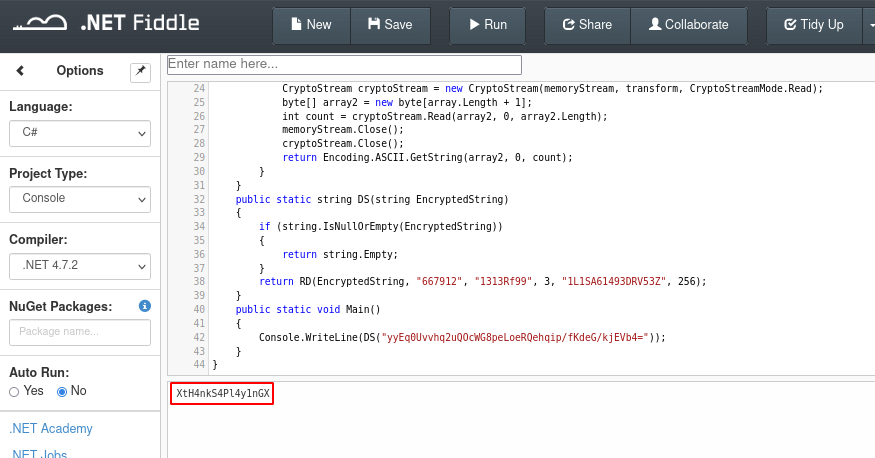 .NET Fiddle
New
Save
Run
Share
Collaborate
Tidy Up
Options
Language:
C#
Project Type:
Console
Compiler:
.NET 4.7.2
NuGet Packages:
Package name...
Auto Run:
Yes
No
.NET Academy
.NET Jobs
Enter name here...
24 CryptoStream cryptoStream = new CryptoStream(memoryStream, transform, CryptoStreamMode.Read);
25 byte[] array2 = new byte[array.Length + 1];
26 int count = cryptoStream.Read(array2, 0, array2.Length);
27 memoryStream.Close();
28 cryptoStream.Close();
29 return Encoding.ASCII.GetString(array2, 0, count);
30 }
31 }
32 public static string DS(string EncryptedString)
33 {
34 if (string.IsNullOrEmpty(EncryptedString))
35 {
36 return string.Empty;
37 }
38 return RD(EncryptedString, "667912", "1313Rf99", 3, "1L1SA61493DRV53Z", 256);
39 }
40 public static void Main()
41 {
42 Console.WriteLine(DS("yyEq0Uvvhq2uQOcWG8peLoeRQehqip/fKdeG/kjEVb4="));
43 }
44 }
XtH4nkS4Pl4y1nGX